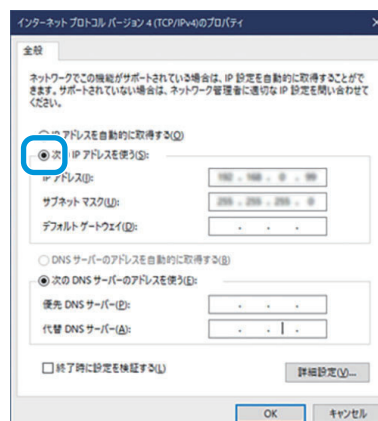 インターネット プロトコル バージョン 4 (TCP/IPv4)のプロパティ
全般
ネットワークでこの機能がサポートされている場合は、IP 設定を自動的に取得することがで
きます。サポートされていない場合は、ネットワーク管理者に適切な IP 設定を問い合わせて
ください。
IP アドレスを自動的に取得する(O)
次の IP アドレスを使う(S):
IP アドレス(I):
192 . 168 . 0 . 99
サブネット マスク(U):
255 . 255 . 255 . 0
デフォルト ゲートウェイ(D):
. . .
DNS サーバーのアドレスを自動的に取得する(B)
次の DNS サーバーのアドレスを使う(E):
優先 DNS サーバー(P):
. . .
代替 DNS サーバー(A):
. . .
終了時に設定を検証する(L)
詳細設定(V)...
OK
キャンセル